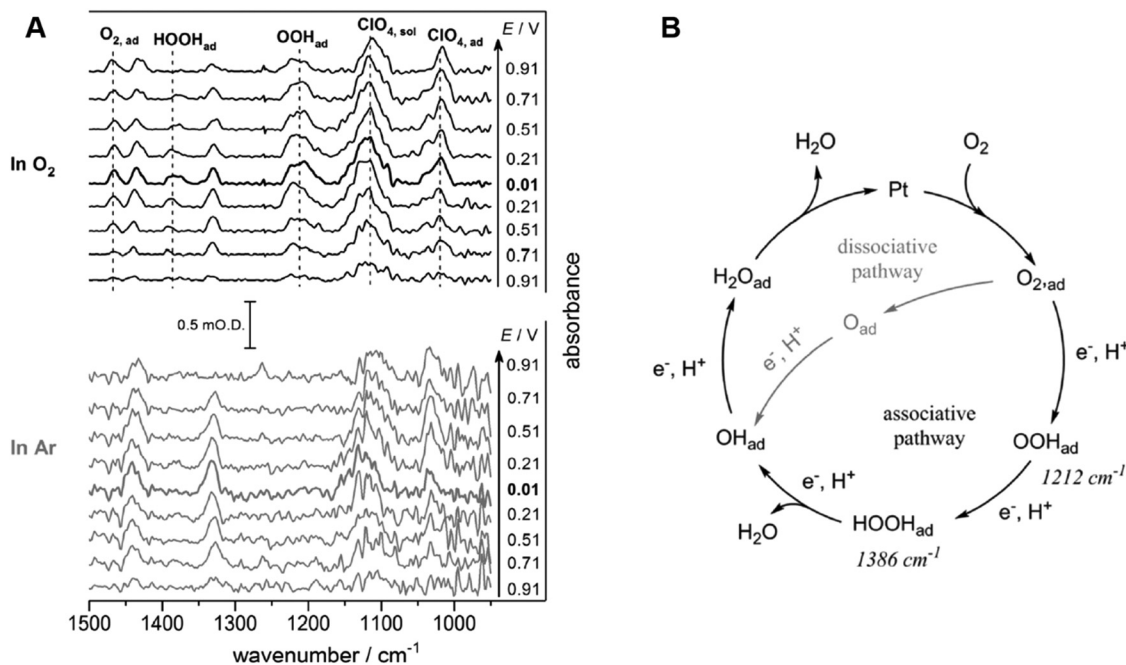 A
O2, ad
HOOHad
OOHad
ClO4, sol
ClO4, ad
E / V
0.91
0.71
0.51
0.21
In O2
0.01
0.21
0.51
0.71
0.91
absorbance
0.5 mO.D.
E / V
0.91
0.71
0.51
In Ar
0.21
0.01
0.21
0.51
0.71
0.91
1500 1400 1300 1200 1100 1000
wavenumber / cm-1
B
H2O
O2
Pt
dissociative
pathway
H2Oad
O2,ad
Oad
e-, H+
e-, H+
e-, H+
associative
pathway
OHad
OOHad
1212 cm-1
e-, H+
e-, H+
H2O
HOOHad
1386 cm-1